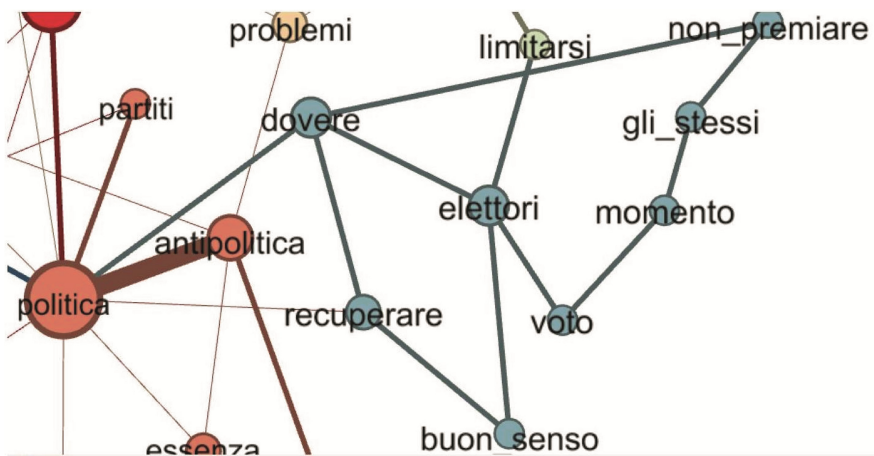 problemi
limitarsi
non_premiare
partiti
dovere
gli_stessi
elettori
momento
antipolitica
politica
recuperare
voto
buon_senso
essenza